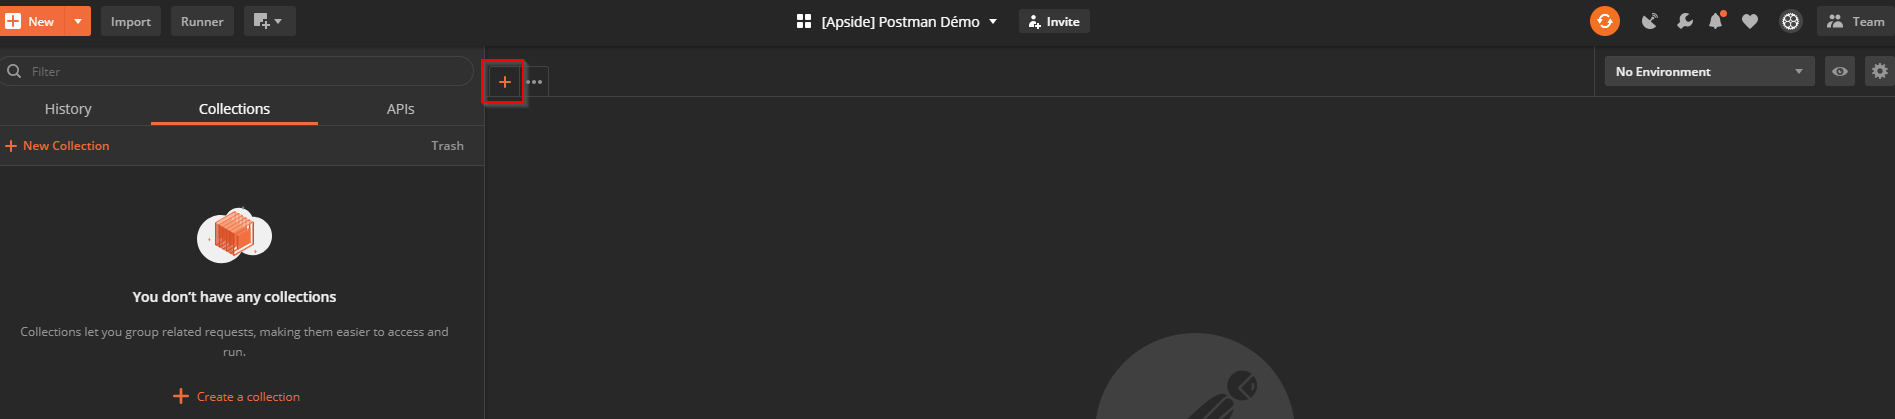 New
Import
Runner
[Apside] Postman Démo
Invite
Team
Filter
No Environment
History
Collections
APIs
New Collection
Trash
You don't have any collections
Collections let you group related requests, making them easier to access and
run.
Create a collection